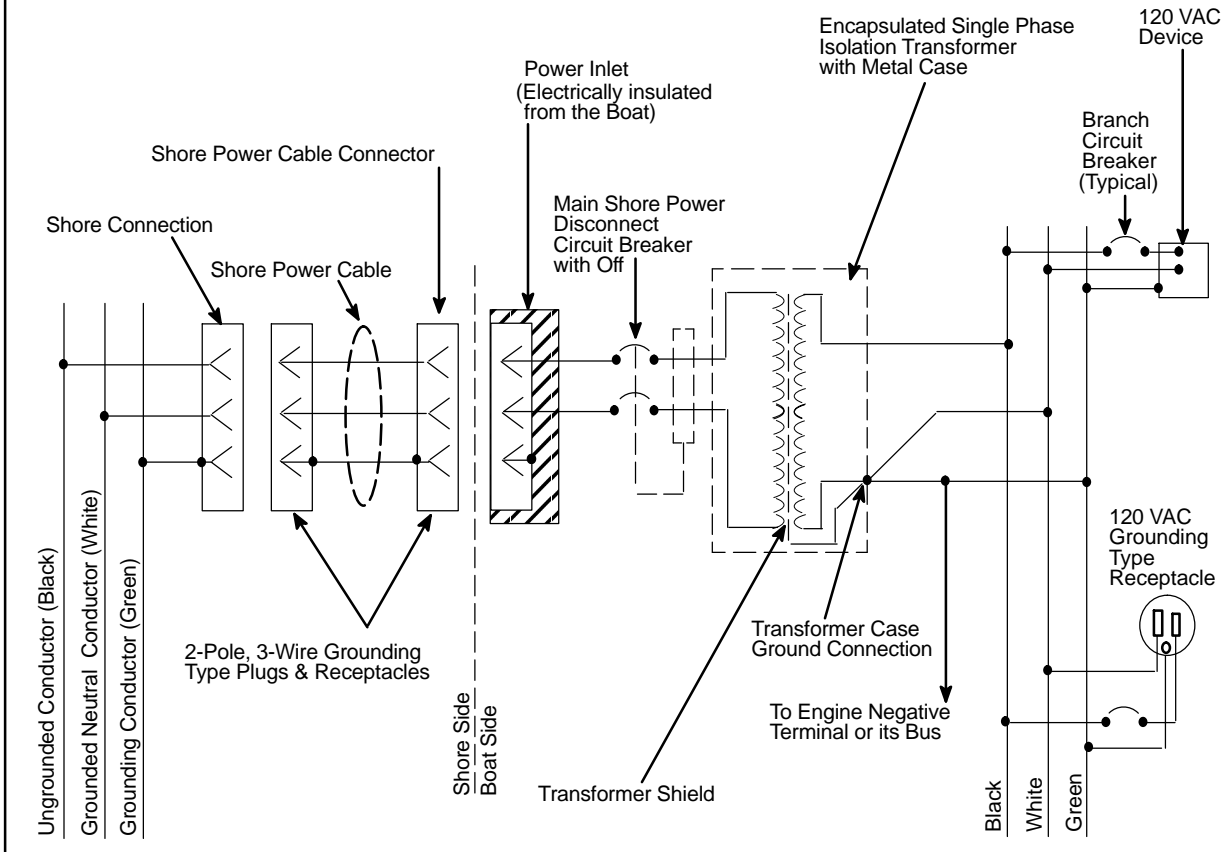 120 VAC
Device
Encapsulated Single Phase
Isolation Transformer
with Metal Case
Power Inlet
(Electrically insulated
from the Boat)
Branch
Circuit
Breaker
(Typical)
Shore Power Cable Connector
Main Shore Power
Disconnect
Circuit Breaker
with Off
Shore Connection
Shore Power Cable
Ungrounded Conductor (Black)
Grounded Neutral Conductor (White)
Grounding Conductor (Green)
2-Pole, 3-Wire Grounding
Type Plugs & Receptacles
Shore Side
Boat Side
Transformer Case
Ground Connection
To Engine Negative
Terminal or its Bus
Transformer Shield
120 VAC
Grounding
Type
Receptacle
Black
White
Green